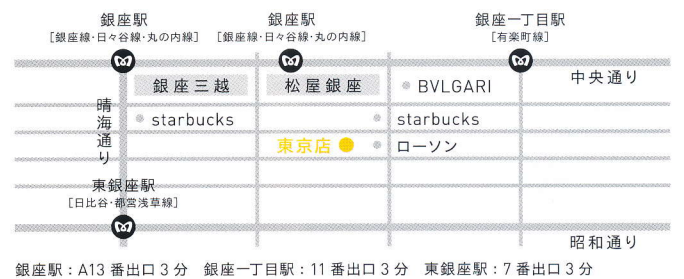 銀座駅
[銀座線・日々谷線・丸の内線]
銀座駅
[銀座線・日々谷線・丸の内線]
銀座一丁目駅
[有楽町線]
中央通り
銀座三越
松屋銀座
BVLGARI
晴海通り
starbucks
starbucks
東京店
ローソン
東銀座駅
[日比谷・都営浅草線]
昭和通り
銀座駅：A13番出口3分 銀座一丁目駅：11番出口3分 東銀座駅：7番出口3分